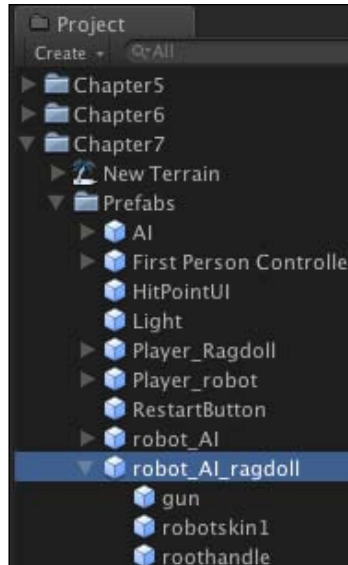 Project
Create
All
Chapter5
Chapter6
Chapter7
New Terrain
Prefabs
AI
First Person Controlle
HitPointUI
Light
Player_Ragdoll
Player_robot
RestartButton
robot_AI
robot_AI_ragdoll
gun
robotskin1
roothandle